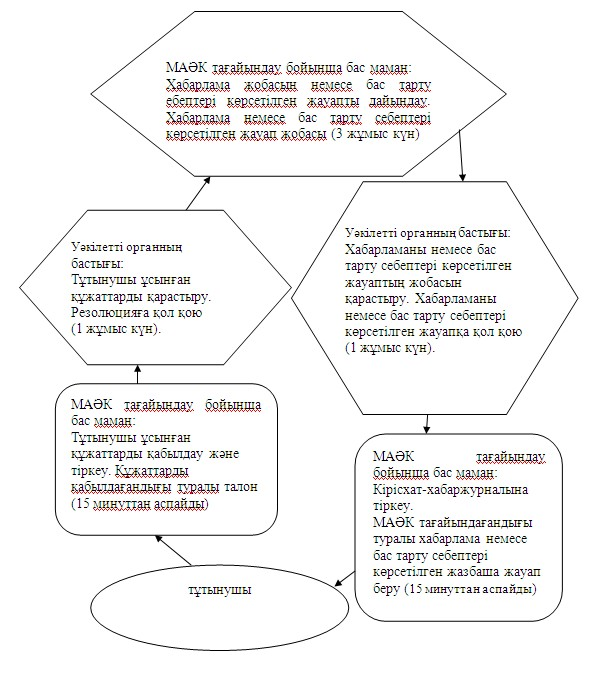 МАӘК тағайындау бойынша бас маман:
Хабарлама жобасын немесе бас тарту
ебептері көрсетілген жауапты дайындау.
Хабарлама немесе бас тарту себептері
көрсетілген жауап жобасы (3 жұмыс күн)
Уәкілетті органның
бастығы:
Тұтынушы ұсынған
құжаттарды қарастыру.
Резолюцияға қол қою
(1 жұмыс күн).
Уәкілетті органның бастығы:
Хабарламаны немесе бас
тарту себептері көрсетілген
жауаптың жобасын
қарастыру. Хабарламаны
немесе бас тарту себептері
көрсетілген жауапқа қол қою
(1 жұмыс күн).
МАӘК тағайындау бойынша
бас маман:
Тұтынушы ұсынған
құжаттарды қабылдау және
тіркеу. Құжаттарды
қабылдағандығы туралы талон
(15 минуттан аспайды)
МАӘК тағайындау
бойынша бас маман:
Кірісхат-хабаржурналына
тіркеу.
МАӘК тағайындағандығы
туралы хабарлама немесе
бас тарту себептері
көрсетілген жазбаша жауап
беру (15 минуттан аспайды)
тұтынушы